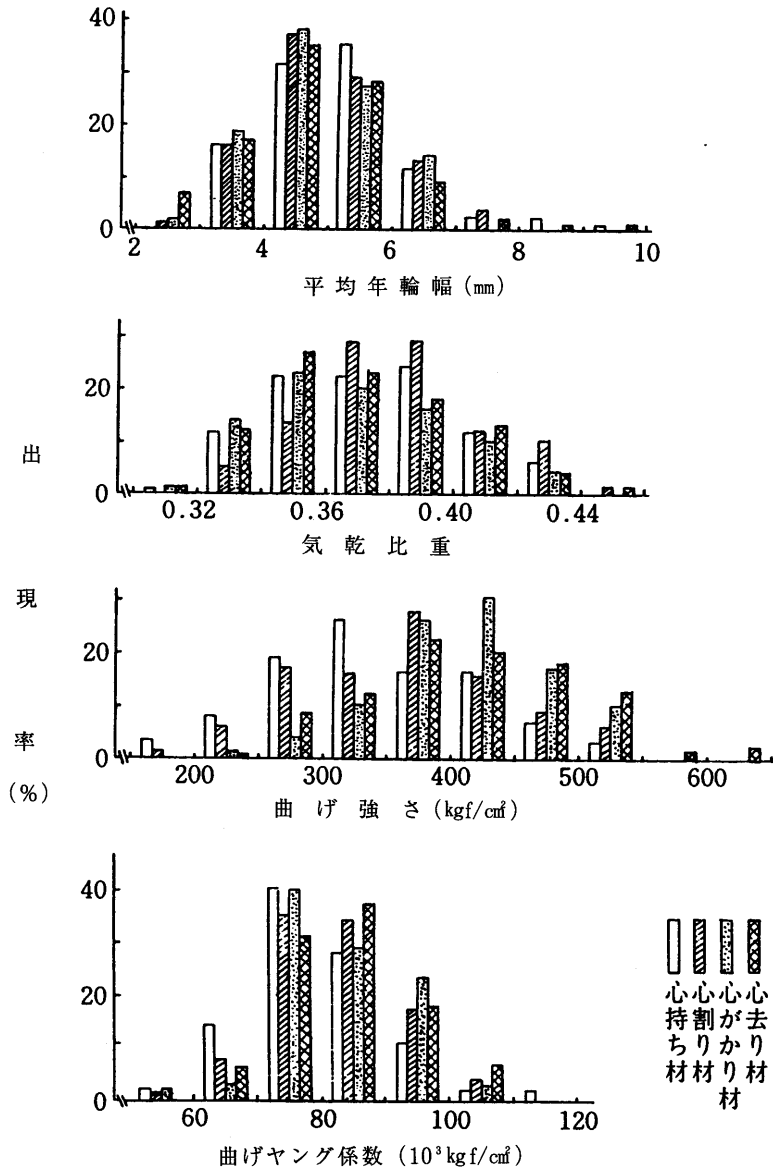 40
20
0
2 4 6 8 10
平均年輪幅(mm)
20
0
0.32 0.36 0.40 0.44
気乾比重
20
0
200 300 400 500 600
曲げ強さ(kgf/cm²)
40
20
0
60 80 100 120
曲げヤング係数(10³kgf/cm²)
出現率(%)
心持ち材
心割り材
心がかり材
心去り材